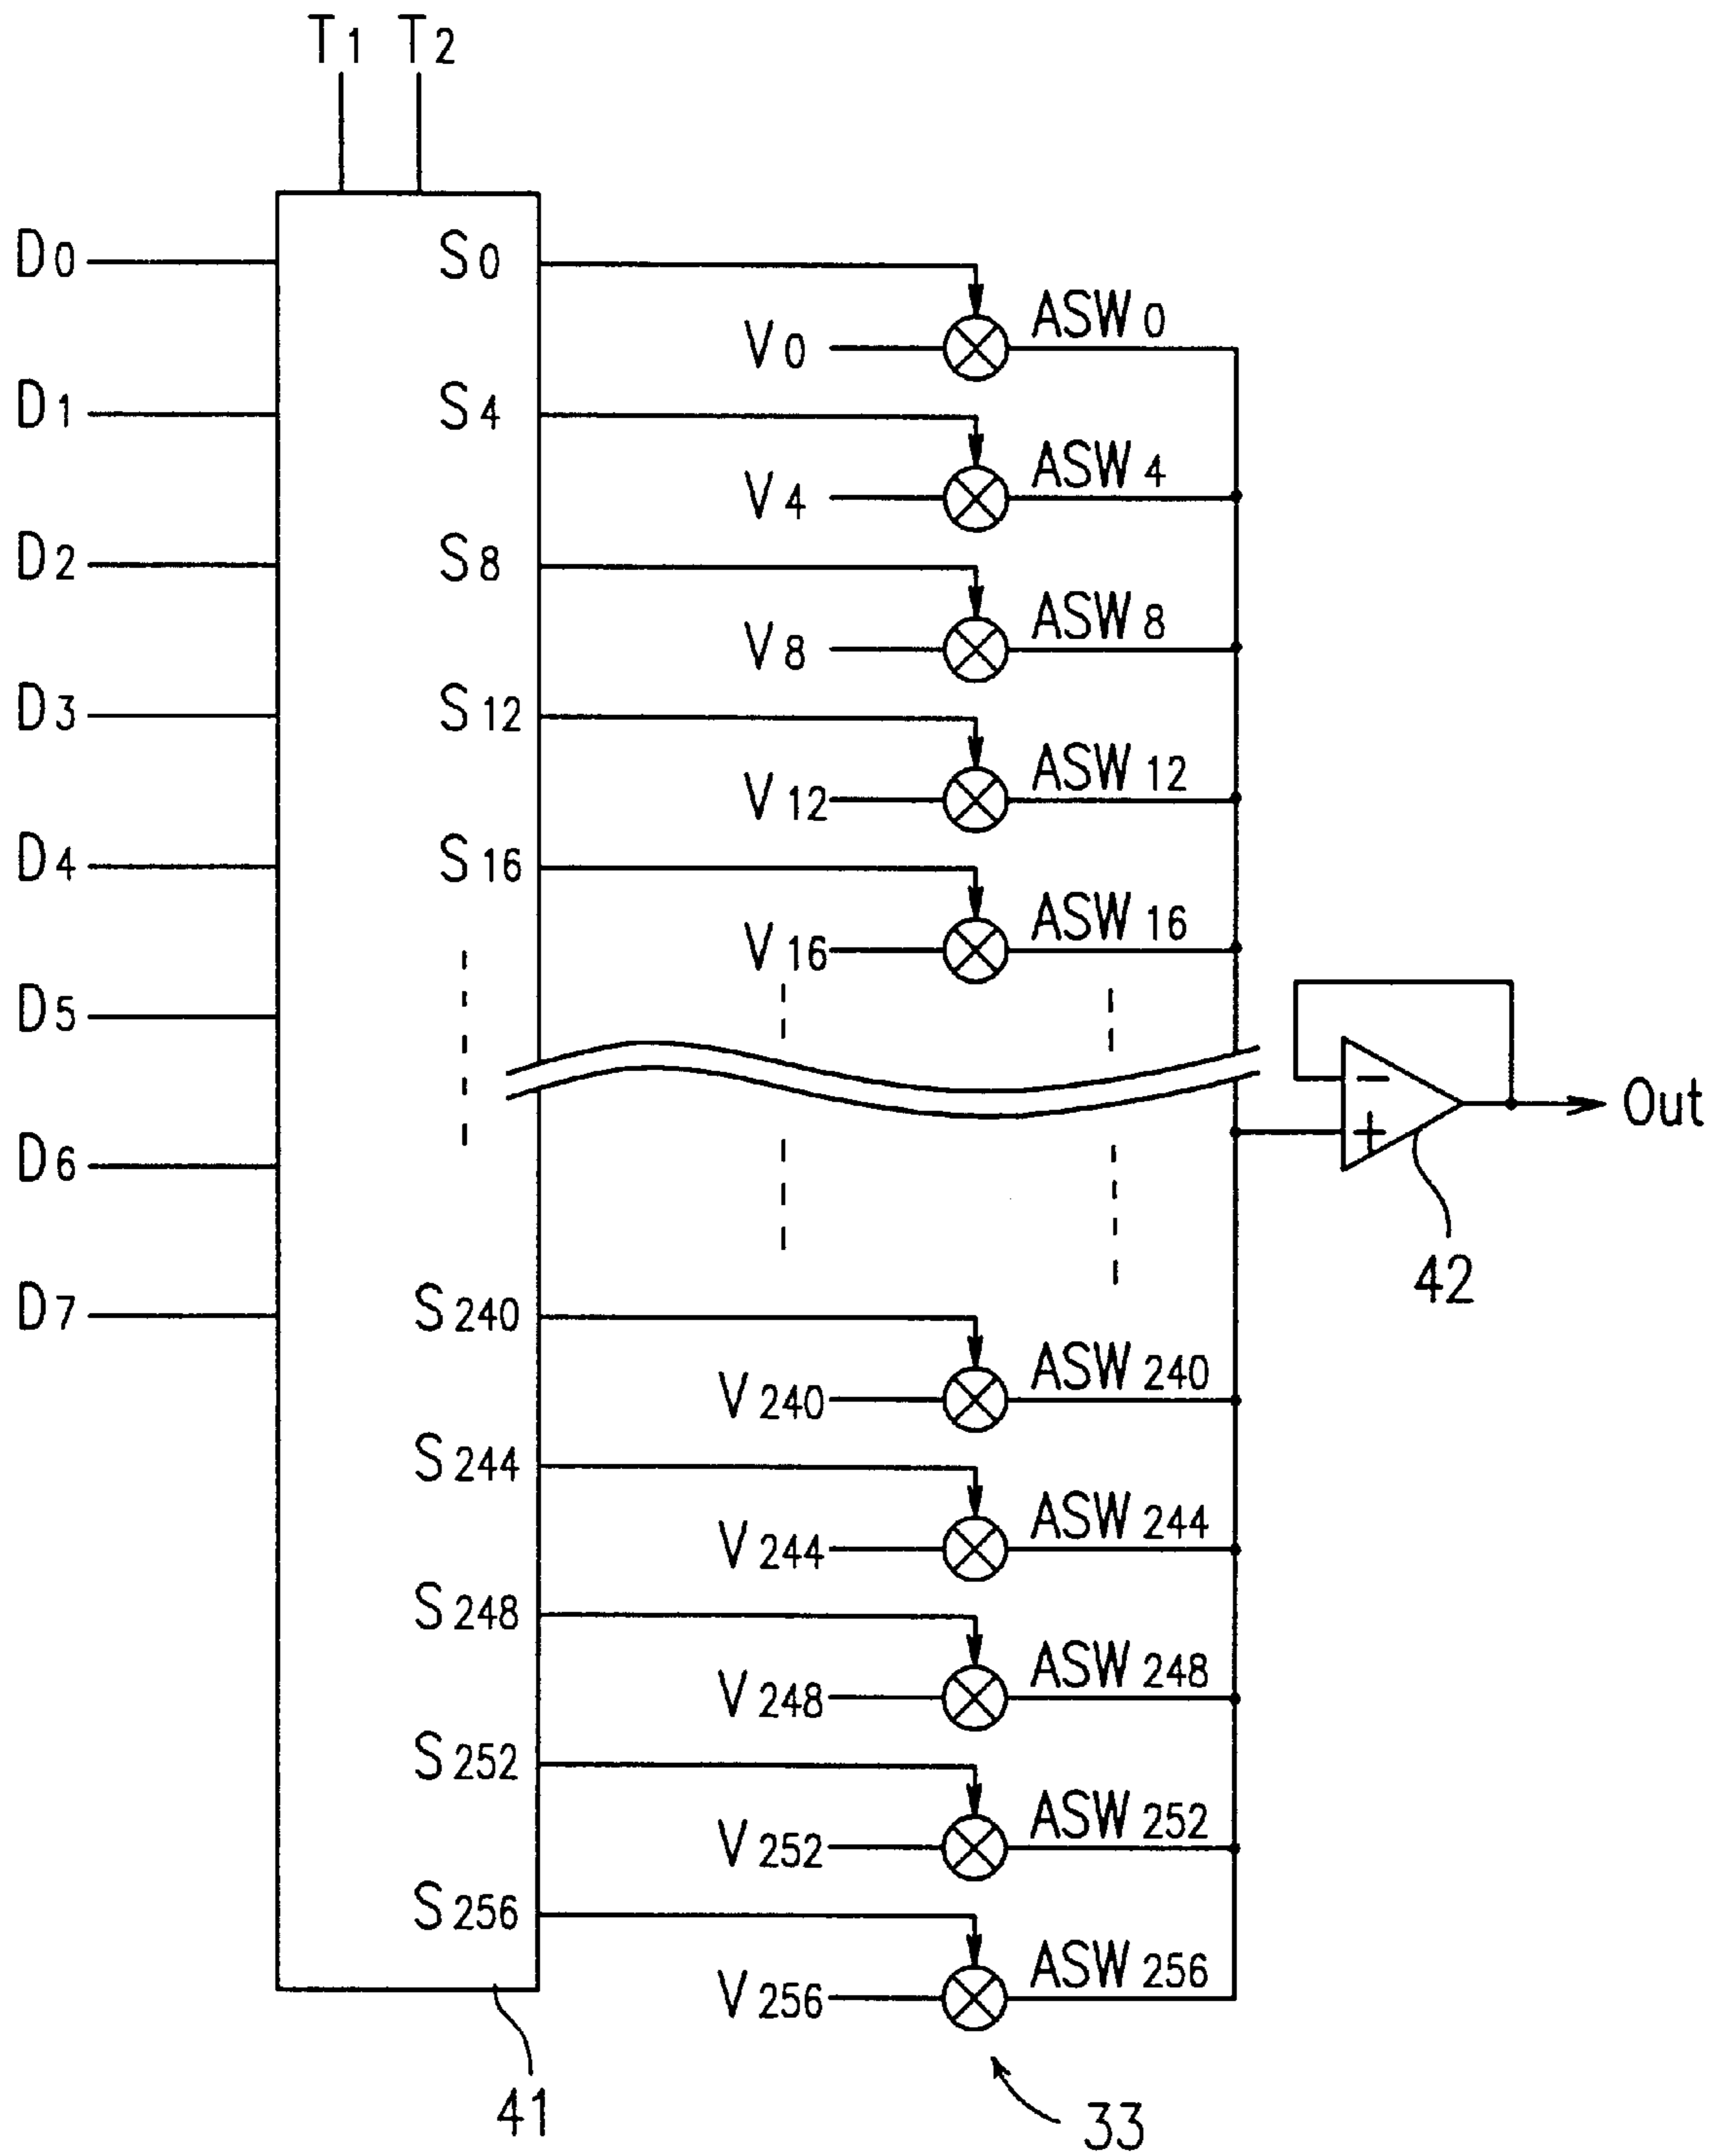 T1 T2
D0 S0
V0 ASW0
D1 S4
V4 ASW4
D2 S8
V8 ASW8
D3 S12
V12 ASW12
D4 S16
V16 ASW16
D5
- +
Out
D6
42
D7 S240
V240 ASW240
S244
V244 ASW244
S248
V248 ASW248
S252
V252 ASW252
S256
V256 ASW256
41
33